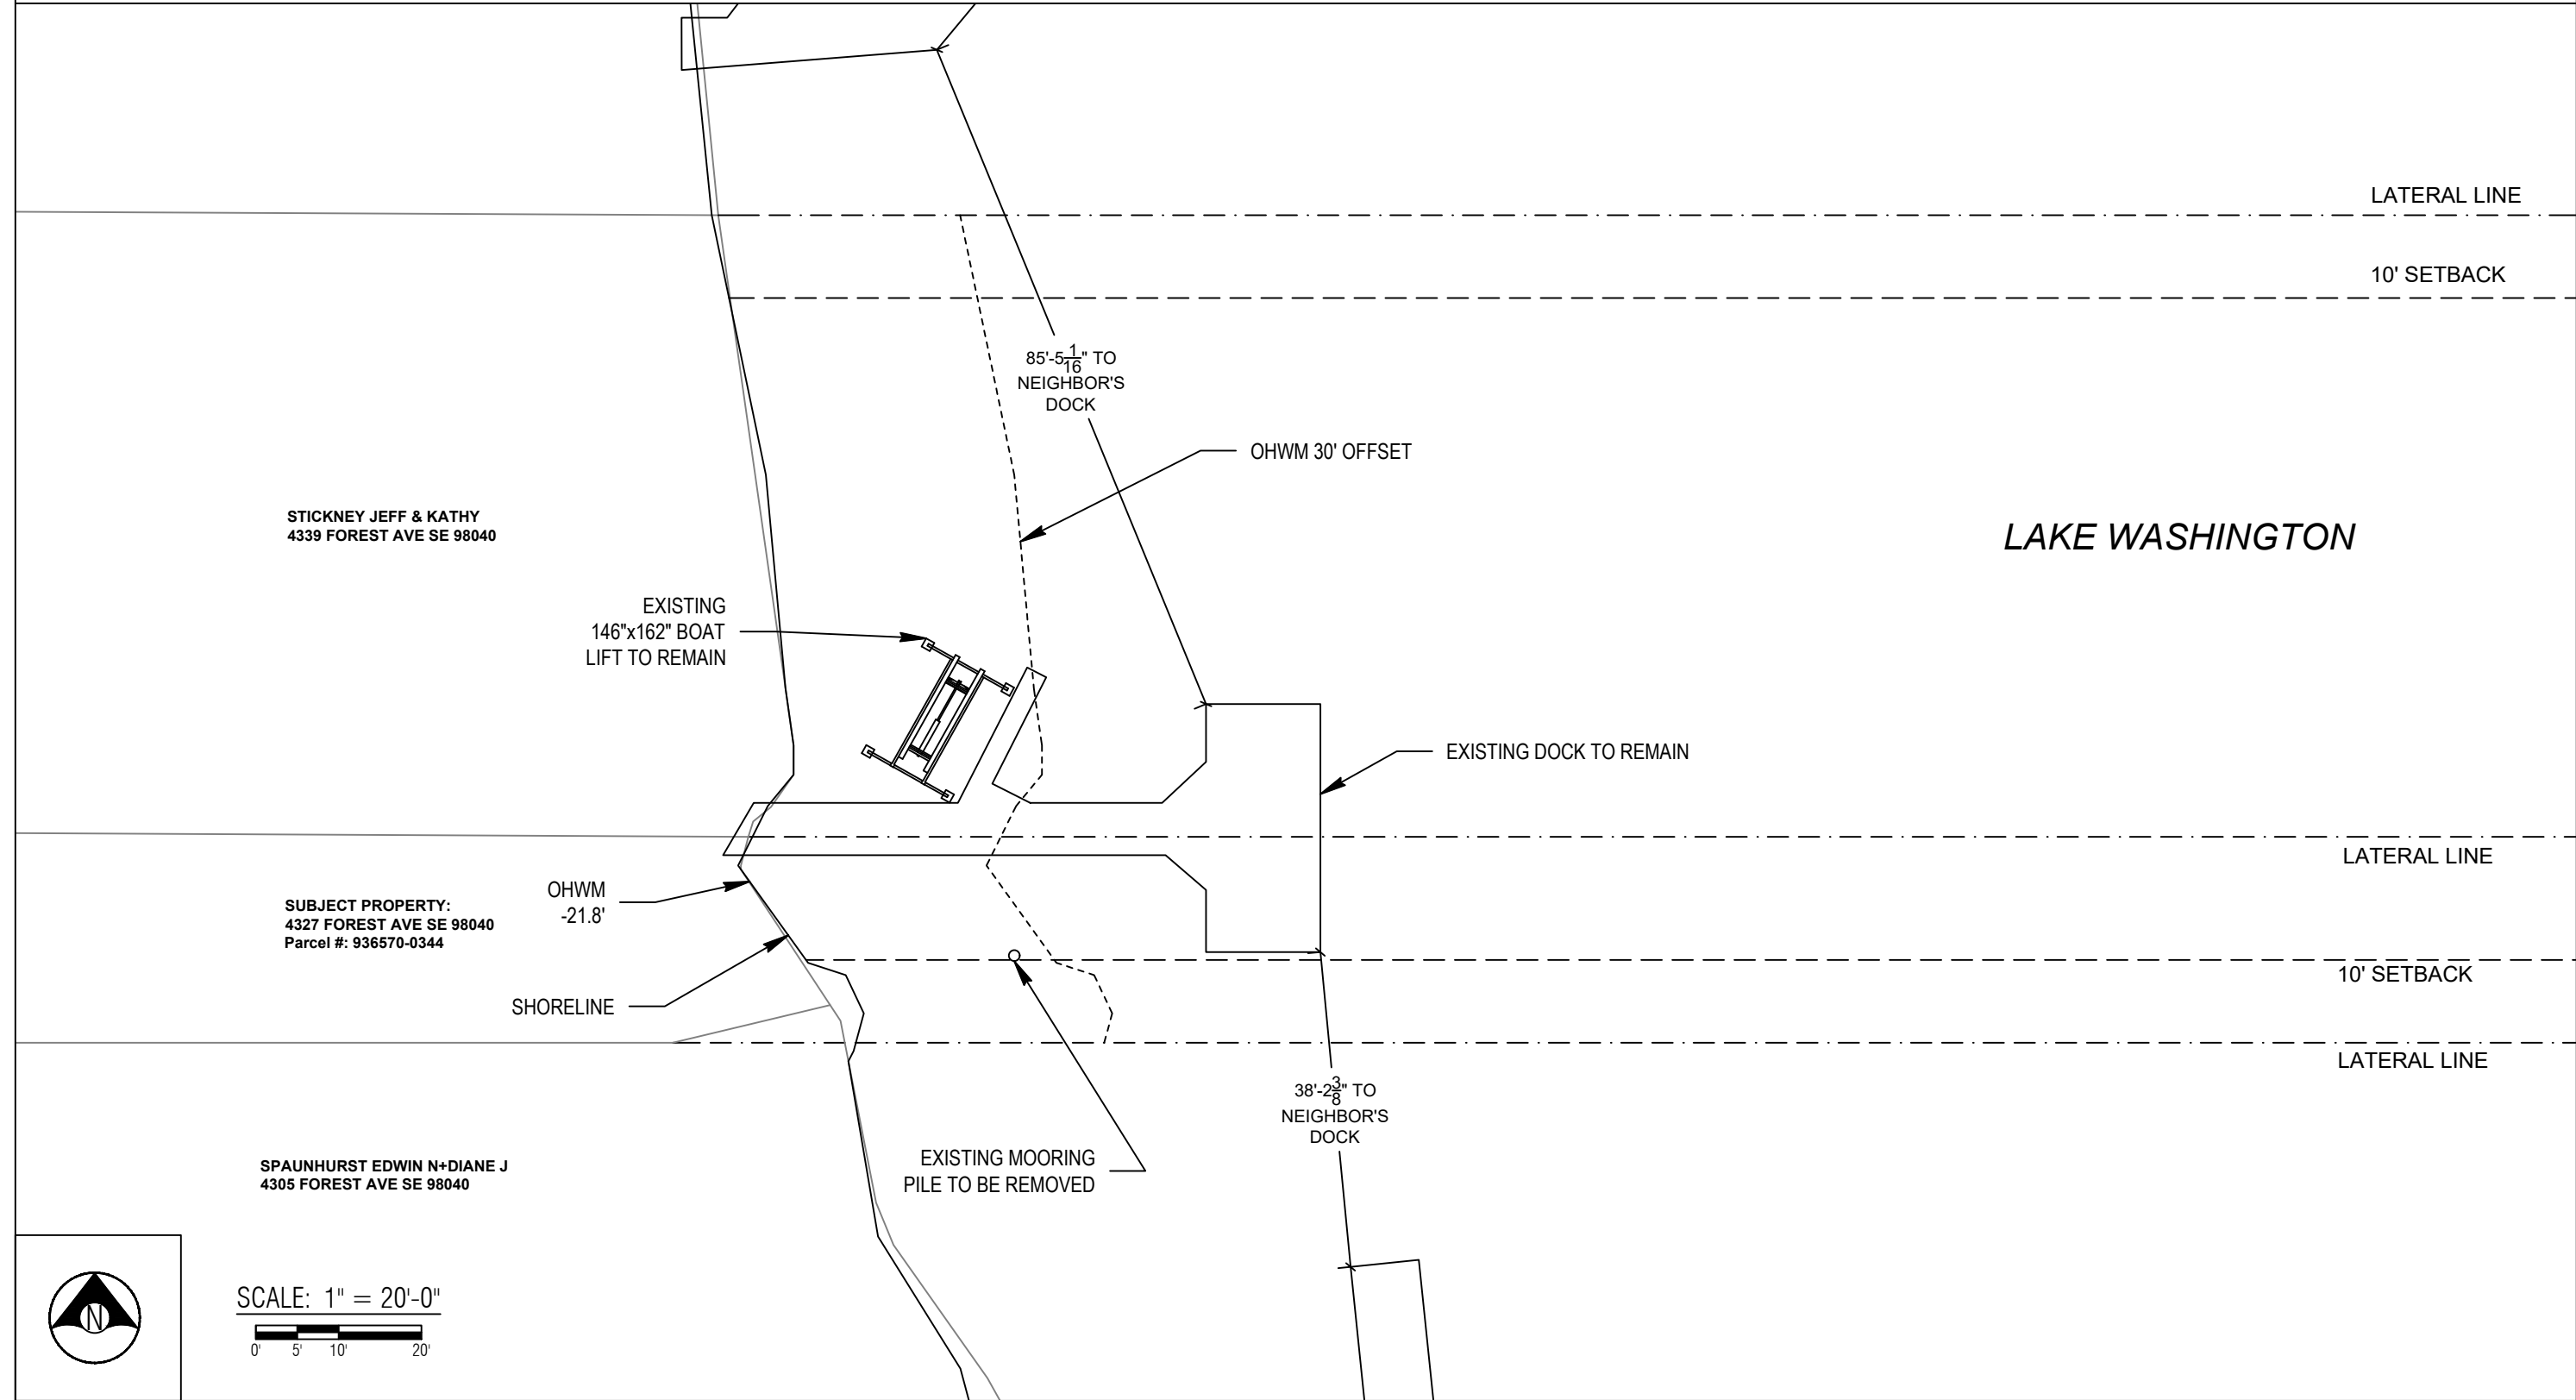 LATERAL LINE
10' SETBACK
85'-5 1/16" TO
NEIGHBOR'S
DOCK
OHWM 30' OFFSET
STICKNEY JEFF & KATHY
4339 FOREST AVE SE 98040
LAKE WASHINGTON
EXISTING
146"x162" BOAT
LIFT TO REMAIN
EXISTING DOCK TO REMAIN
LATERAL LINE
OHWM
-21.8'
SUBJECT PROPERTY:
4327 FOREST AVE SE 98040
Parcel #: 936570-0344
10' SETBACK
SHORELINE
LATERAL LINE
38'-2 3/8" TO
NEIGHBOR'S
DOCK
EXISTING MOORING
PILE TO BE REMOVED
SPAUNHURST EDWIN N+DIANE J
4305 FOREST AVE SE 98040
N
SCALE: 1" = 20'-0"
0' 5' 10' 20'